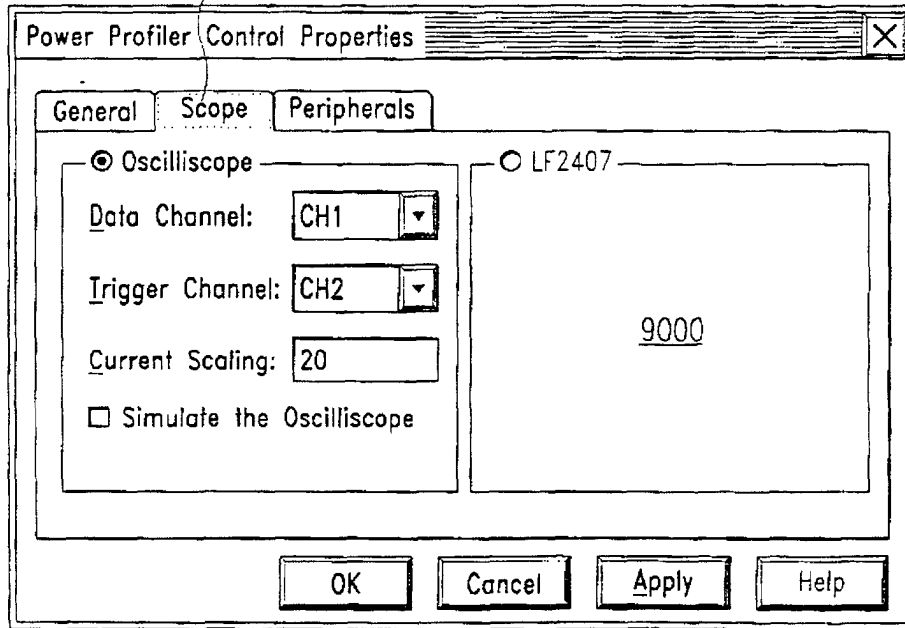 Power Profiler Control Properties
General Scope Peripherals
Oscilliscope
Data Channel: CH1
Trigger Channel: CH2
Current Scaling: 20
Simulate the Oscilliscope
LF2407
9000
OK Cancel Apply Help